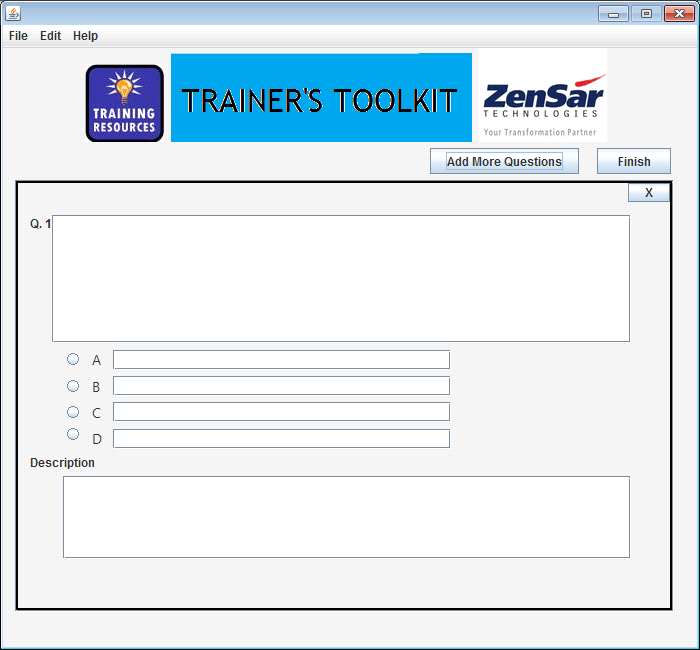 File Edit Help
TRAINING
RESOURCES
TRAINER'S TOOLKIT
ZenSar
TECHNOLOGIES
Your Transformation Partner
Add More Questions Finish
X
Q. 1
A
B
C
D
Description